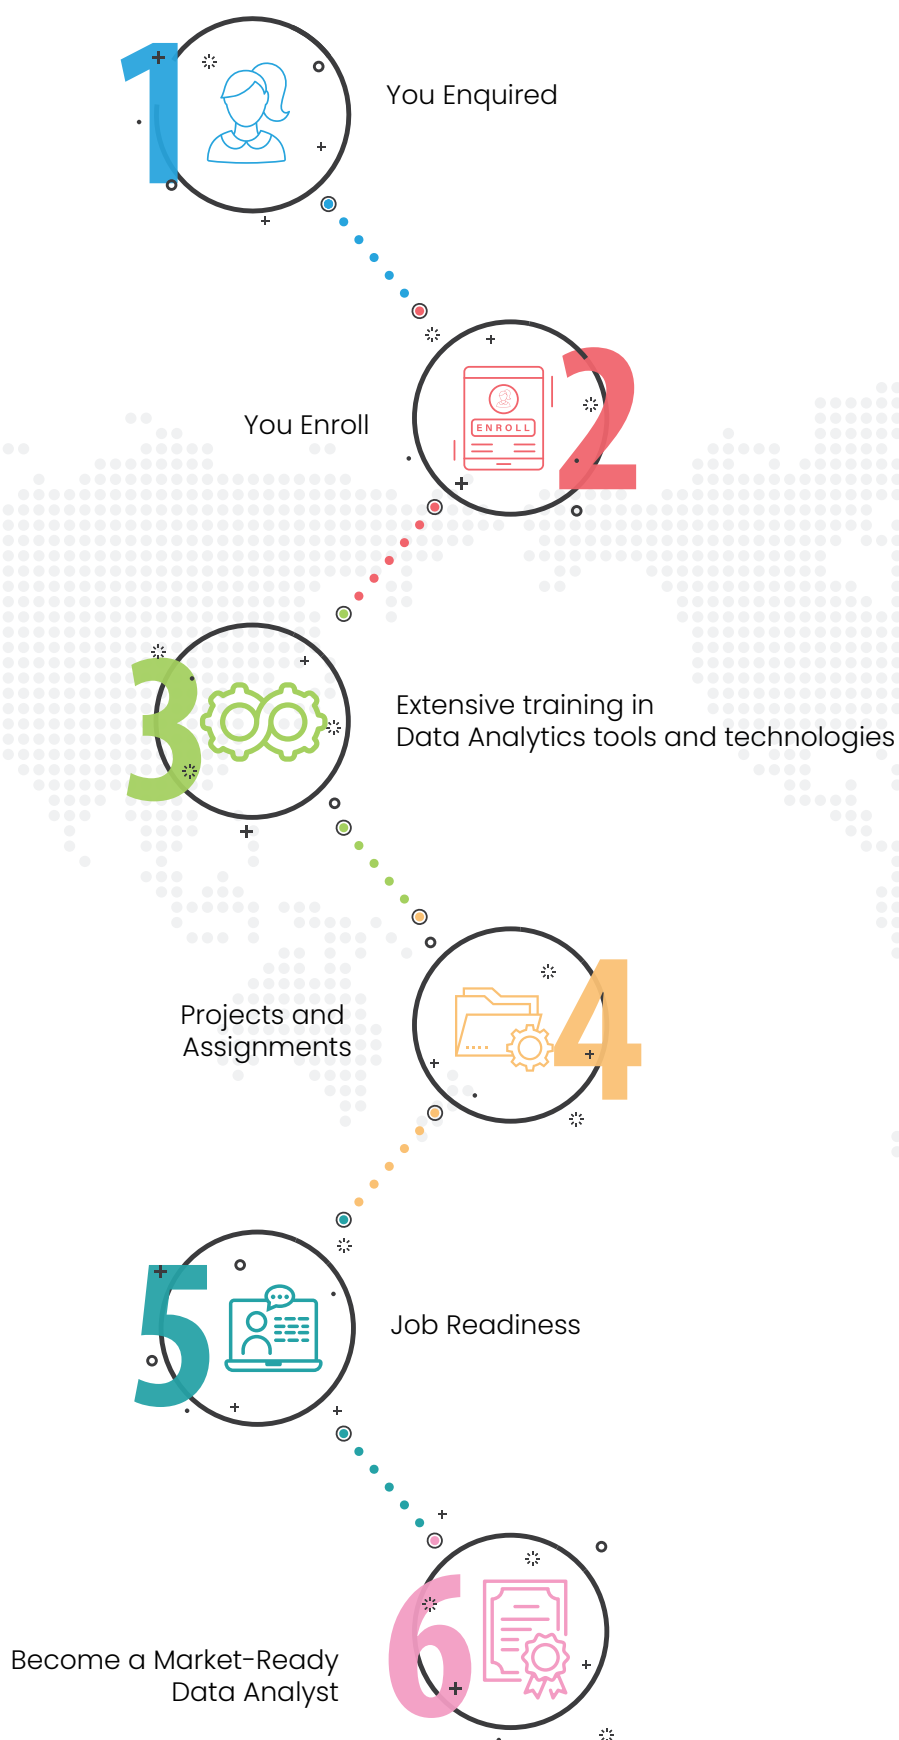 1
You Enquired
2
ENROLL
You Enroll
3
Extensive training in
Data Analytics tools and technologies
4
Projects and
Assignments
5
Job Readiness
6
Become a Market-Ready
Data Analyst